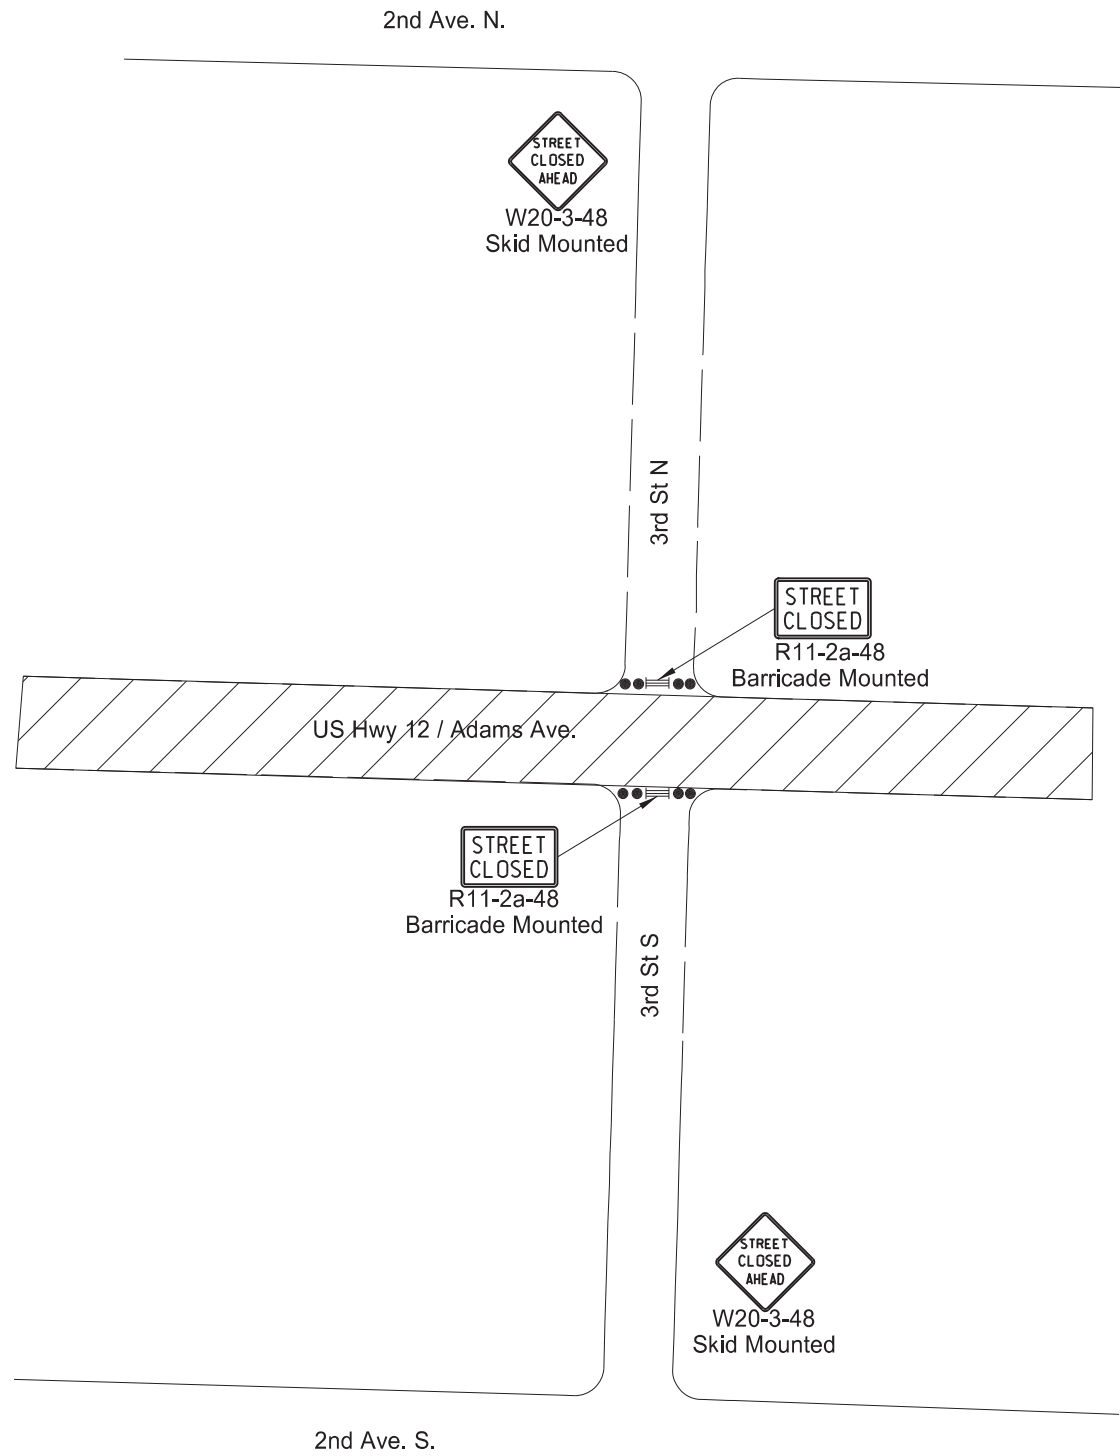 2nd Ave. N.
STREET
CLOSED
AHEAD
W20-3-48
Skid Mounted
3rd St N
STREET
CLOSED
R11-2a-48
Barricade Mounted
US Hwy 12 / Adams Ave.
STREET
CLOSED
R11-2a-48
Barricade Mounted
3rd St S
STREET
CLOSED
AHEAD
W20-3-48
Skid Mounted
2nd Ave. S.